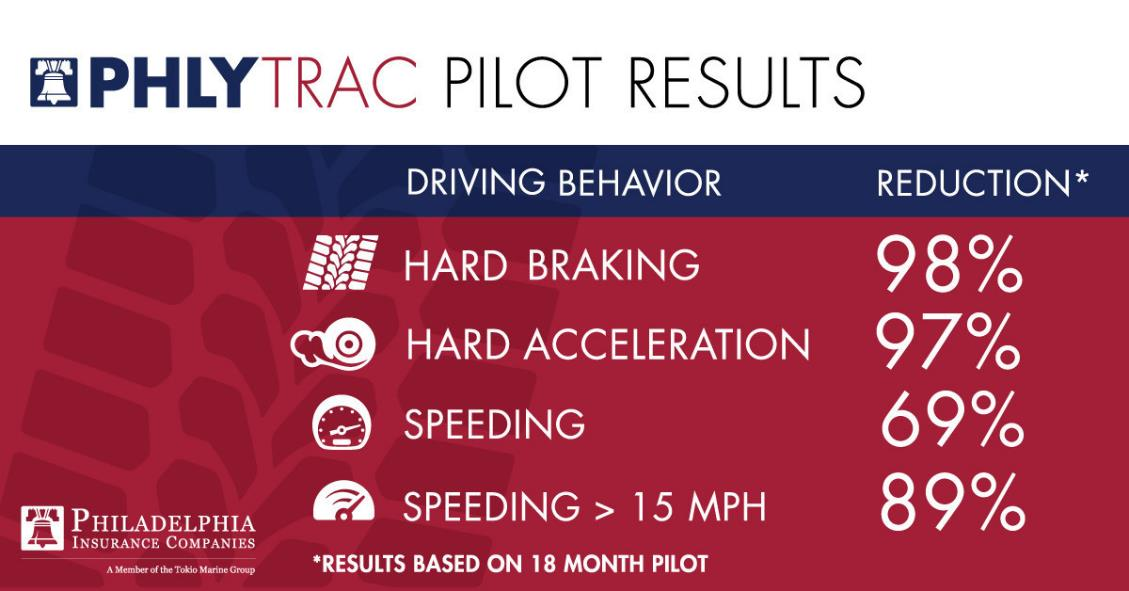 PHLYTRAC PILOT RESULTS
DRIVING BEHAVIOR REDUCTION*
HARD BRAKING 98%
HARD ACCELERATION 97%
SPEEDING 69%
SPEEDING > 15 MPH 89%
PHILADELPHIA
INSURANCE COMPANIES
A Member of the Tokio Marine Group
*RESULTS BASED ON 18 MONTH PILOT